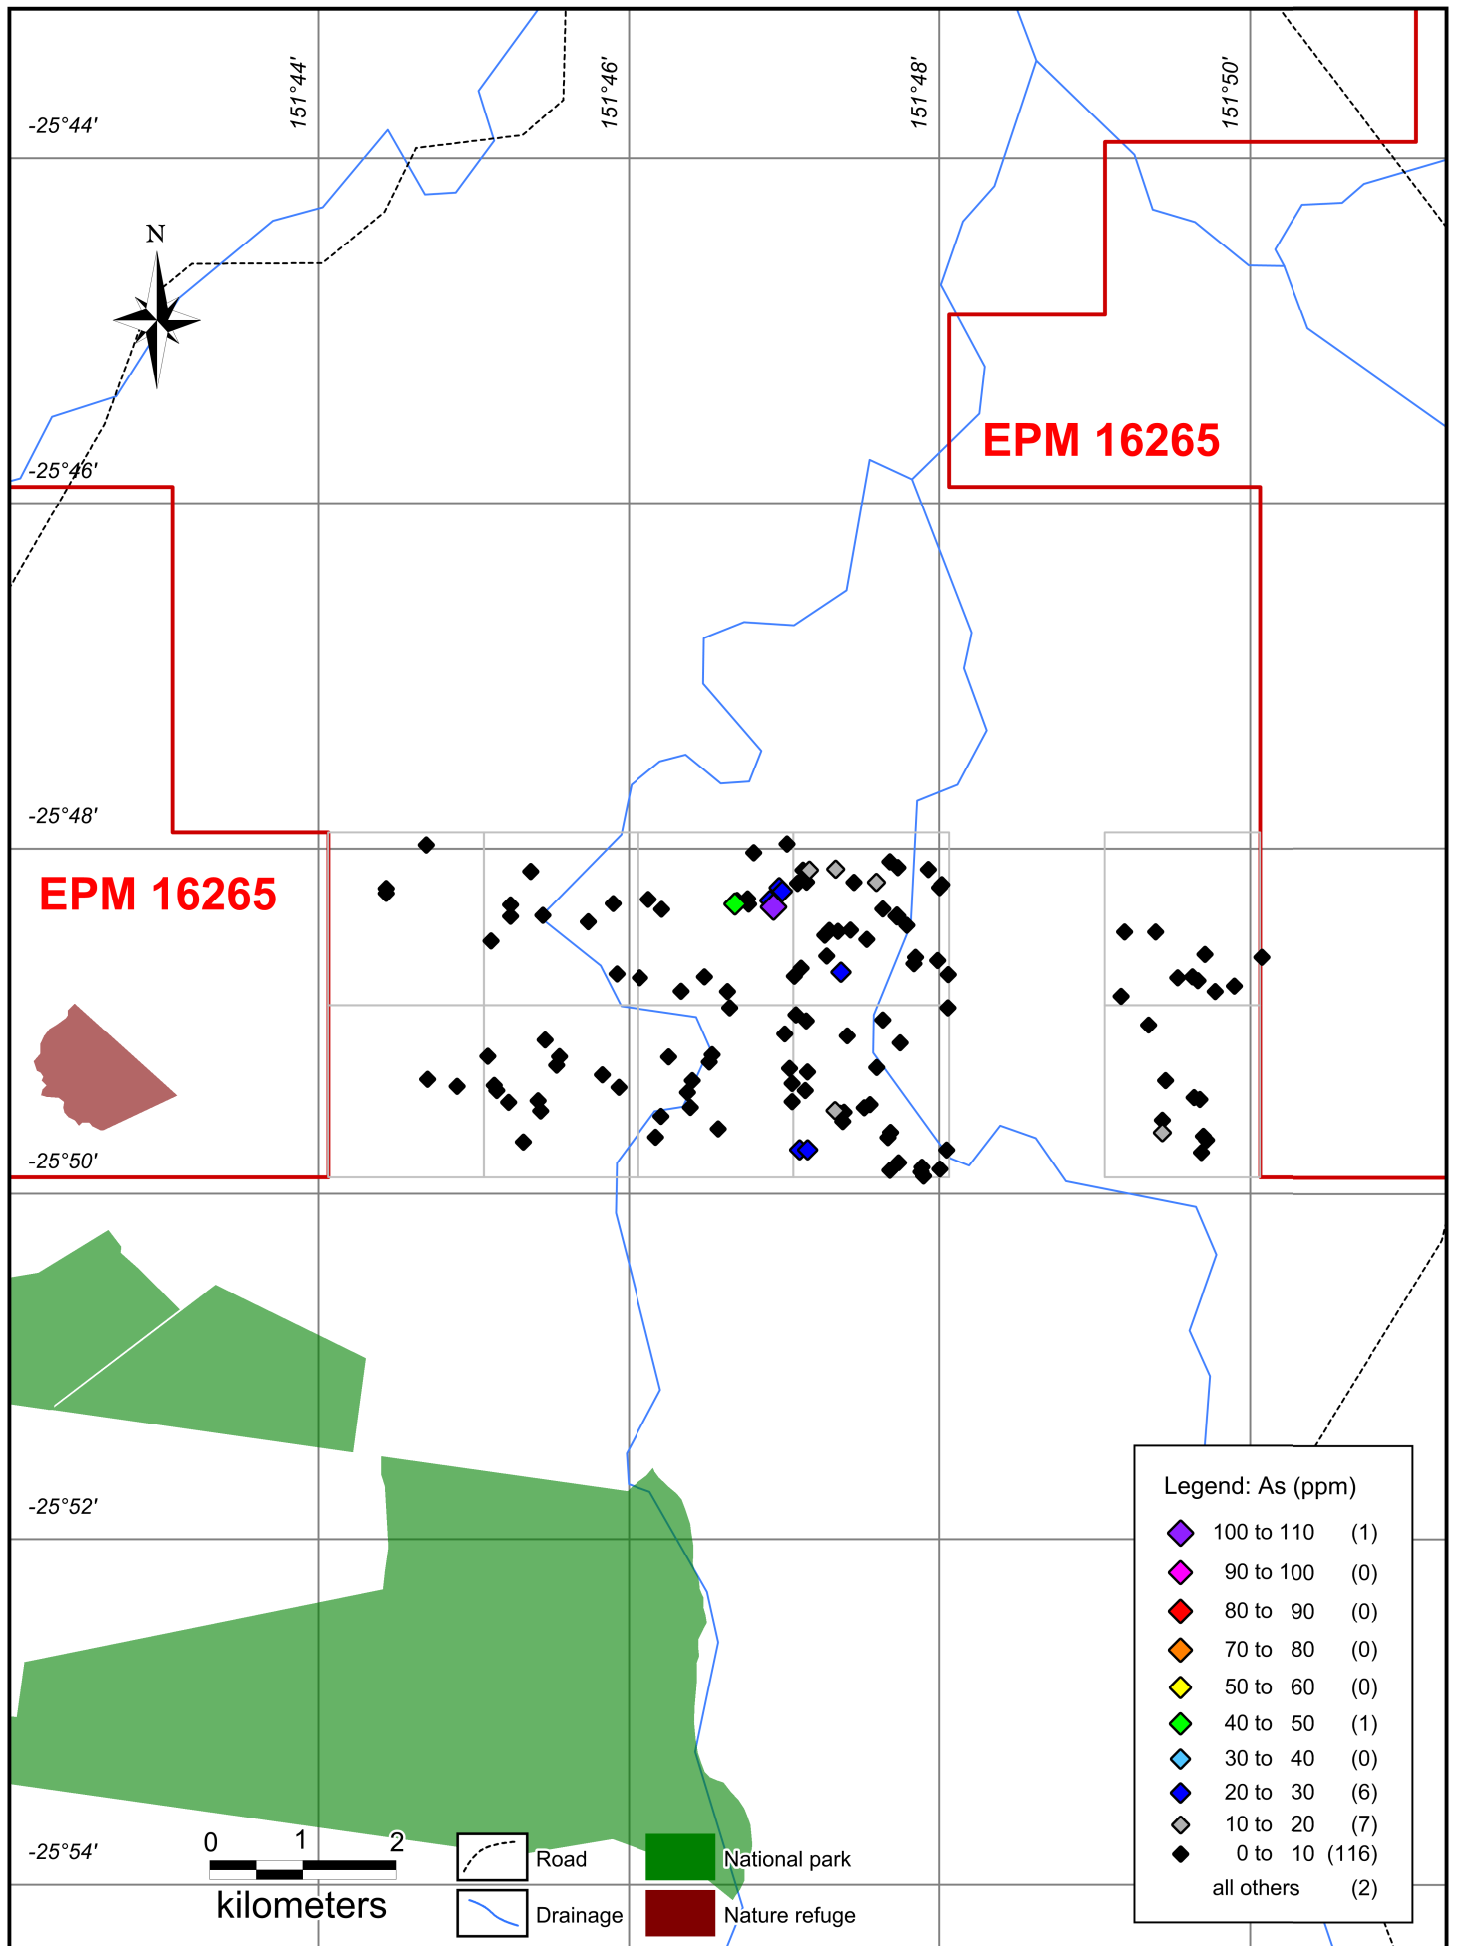 151°44'
151°46'
151°48'
151°50'
-25°44'
N
EPM 16265
-25°46'
-25°48'
EPM 16265
-25°50'
-25°52'
Legend: As (ppm)
100 to 110 (1)
90 to 100 (0)
80 to 90 (0)
70 to 80 (0)
50 to 60 (0)
40 to 50 (1)
30 to 40 (0)
20 to 30 (6)
10 to 20 (7)
0 to 10 (116)
all others (2)
-25°54'
0 1 2
kilometers
Road
National park
Drainage
Nature refuge